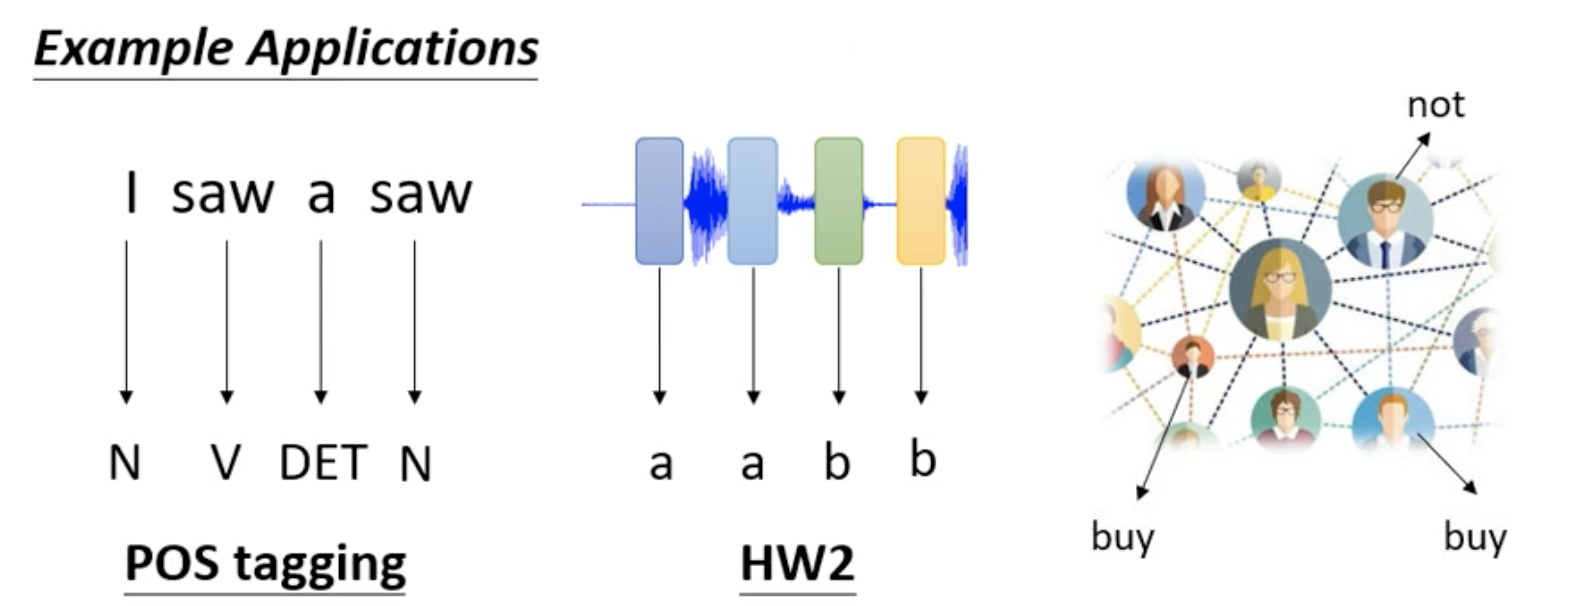 Example Applications
I saw a saw
N V DET N
POS tagging
a a b b
HW2
not
buy buy